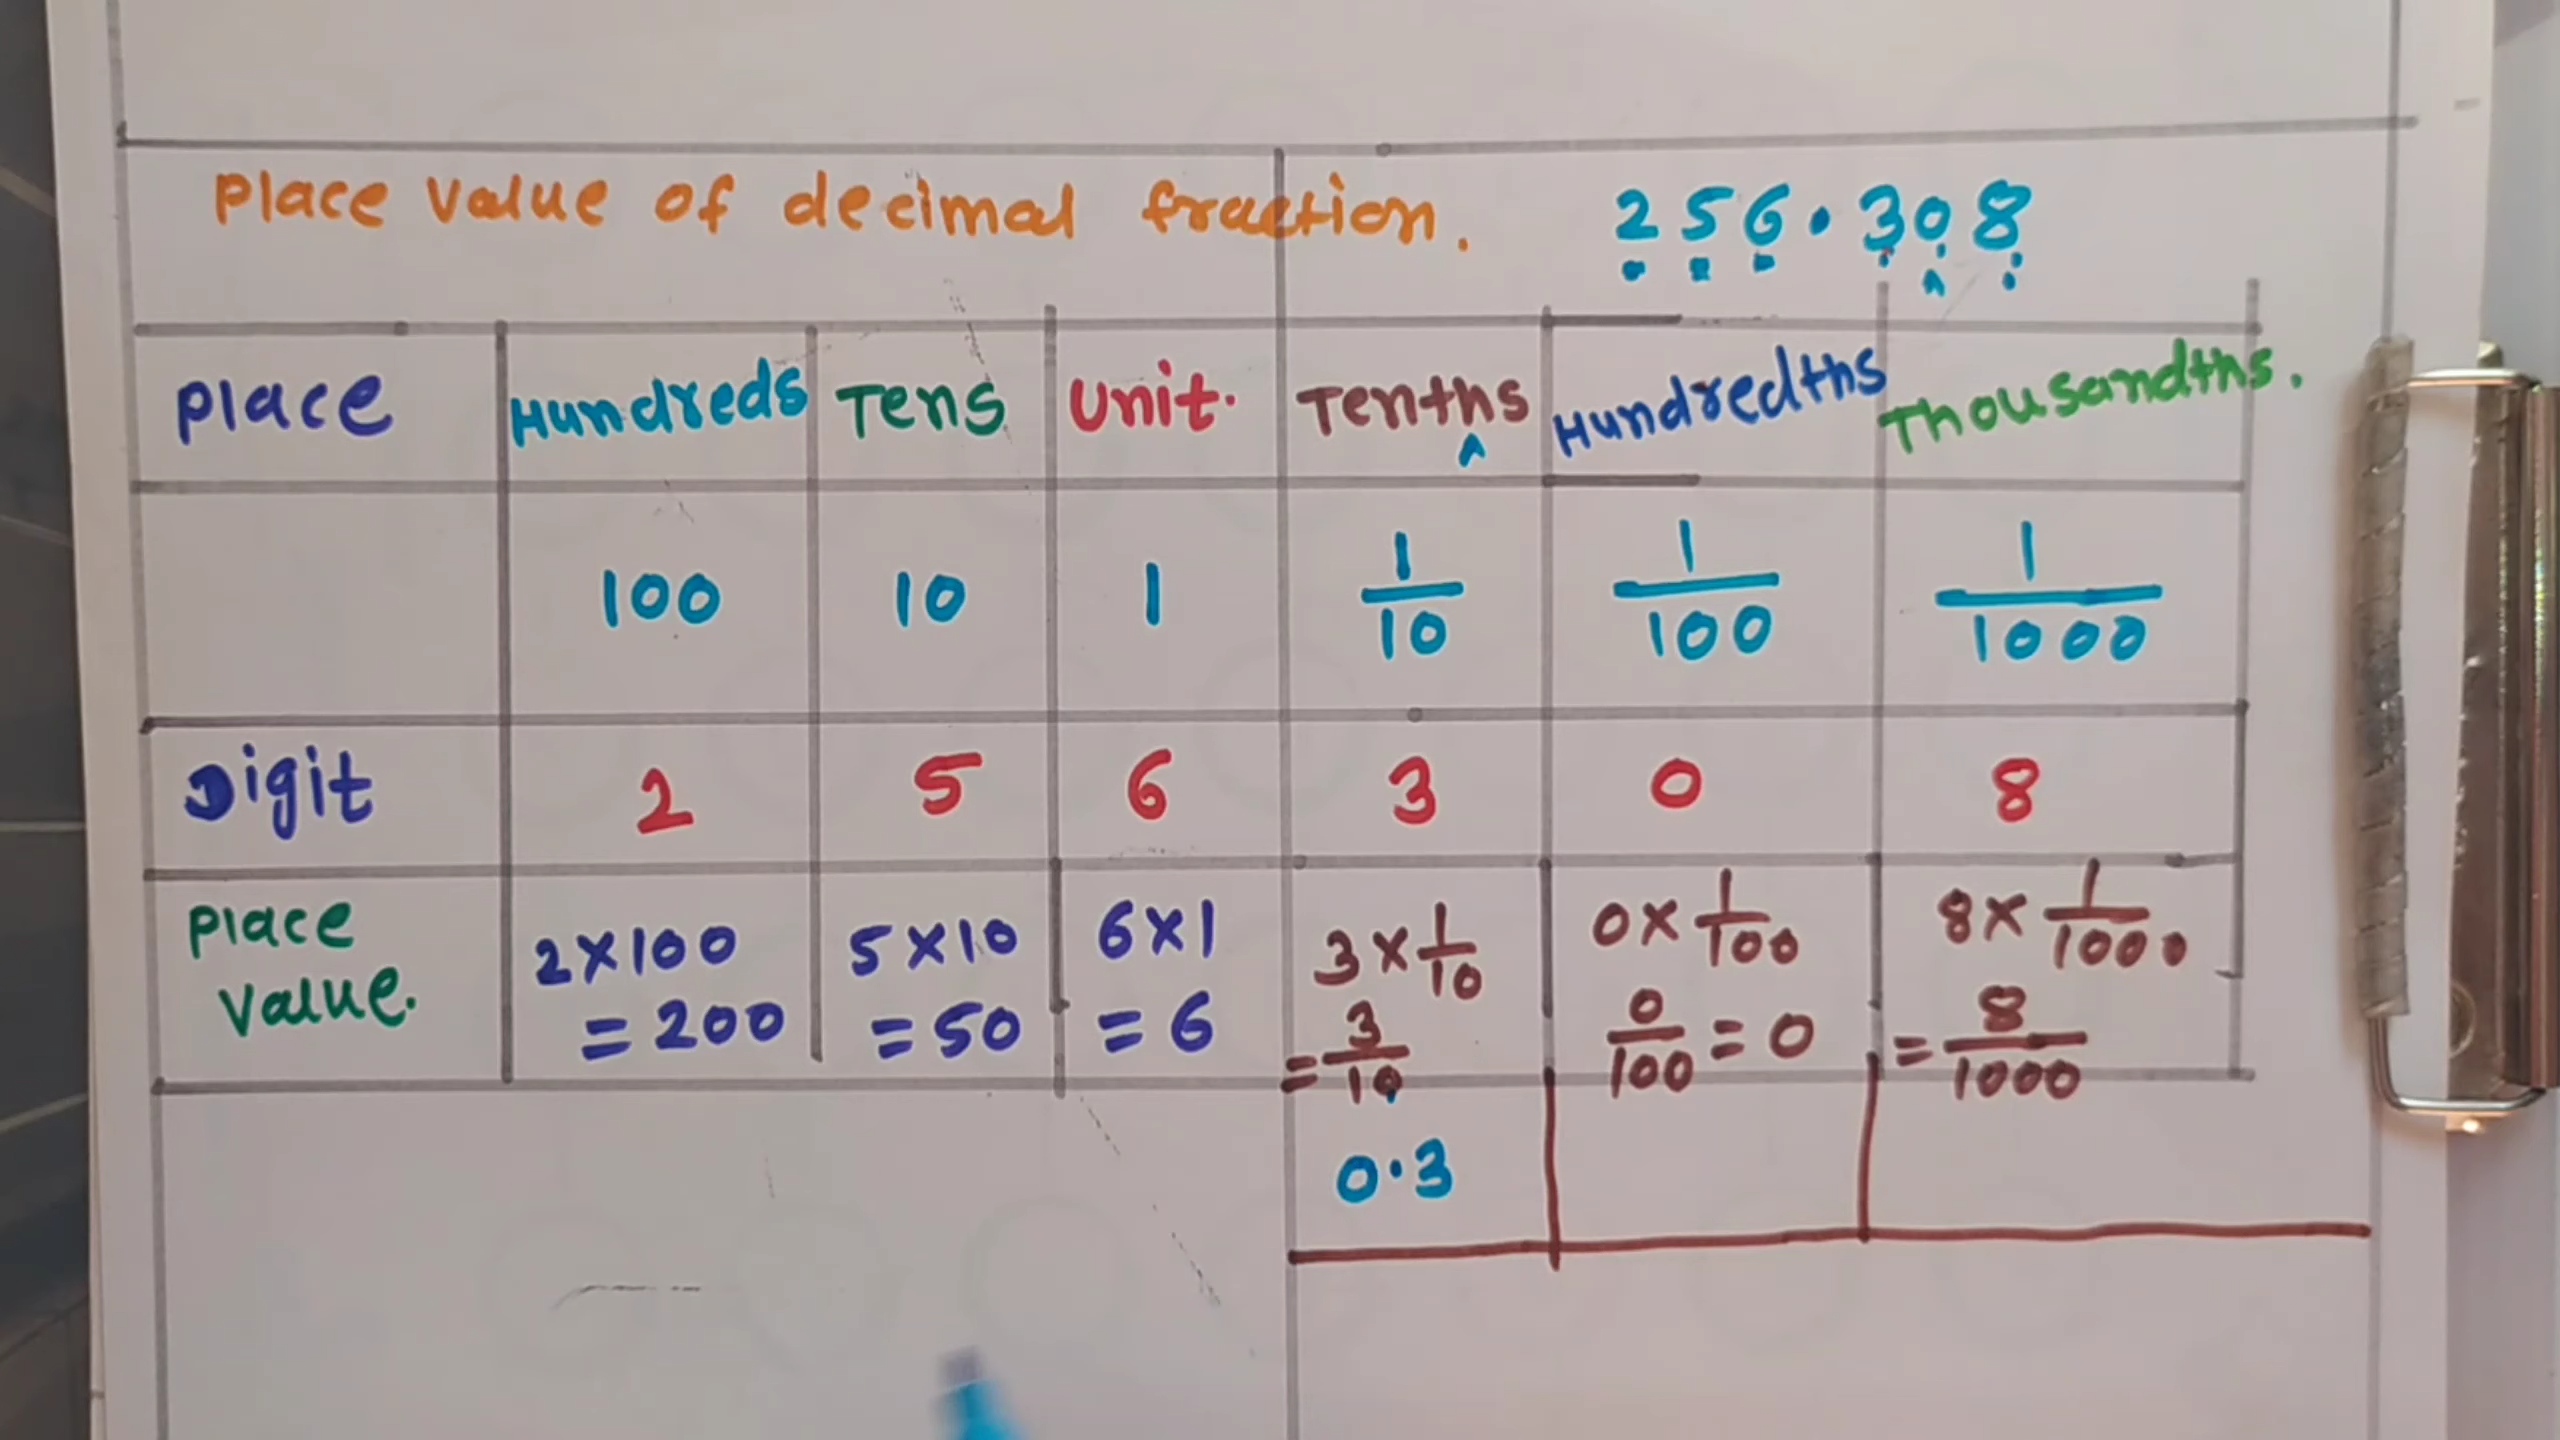 Place Value of decimal fraction. 256.308
Place Hundreds Tens Unit. Tenths Hundredths Thousandths.
100 10 1 1/10 1/100 1/1000
Digit 2 5 6 3 0 8
Place Value.
2×100 5×10 6×1 3×1/10 0×1/100 8×1/1000
=200 =50 =6 =3/10 0/100=0 =8/1000
0.3